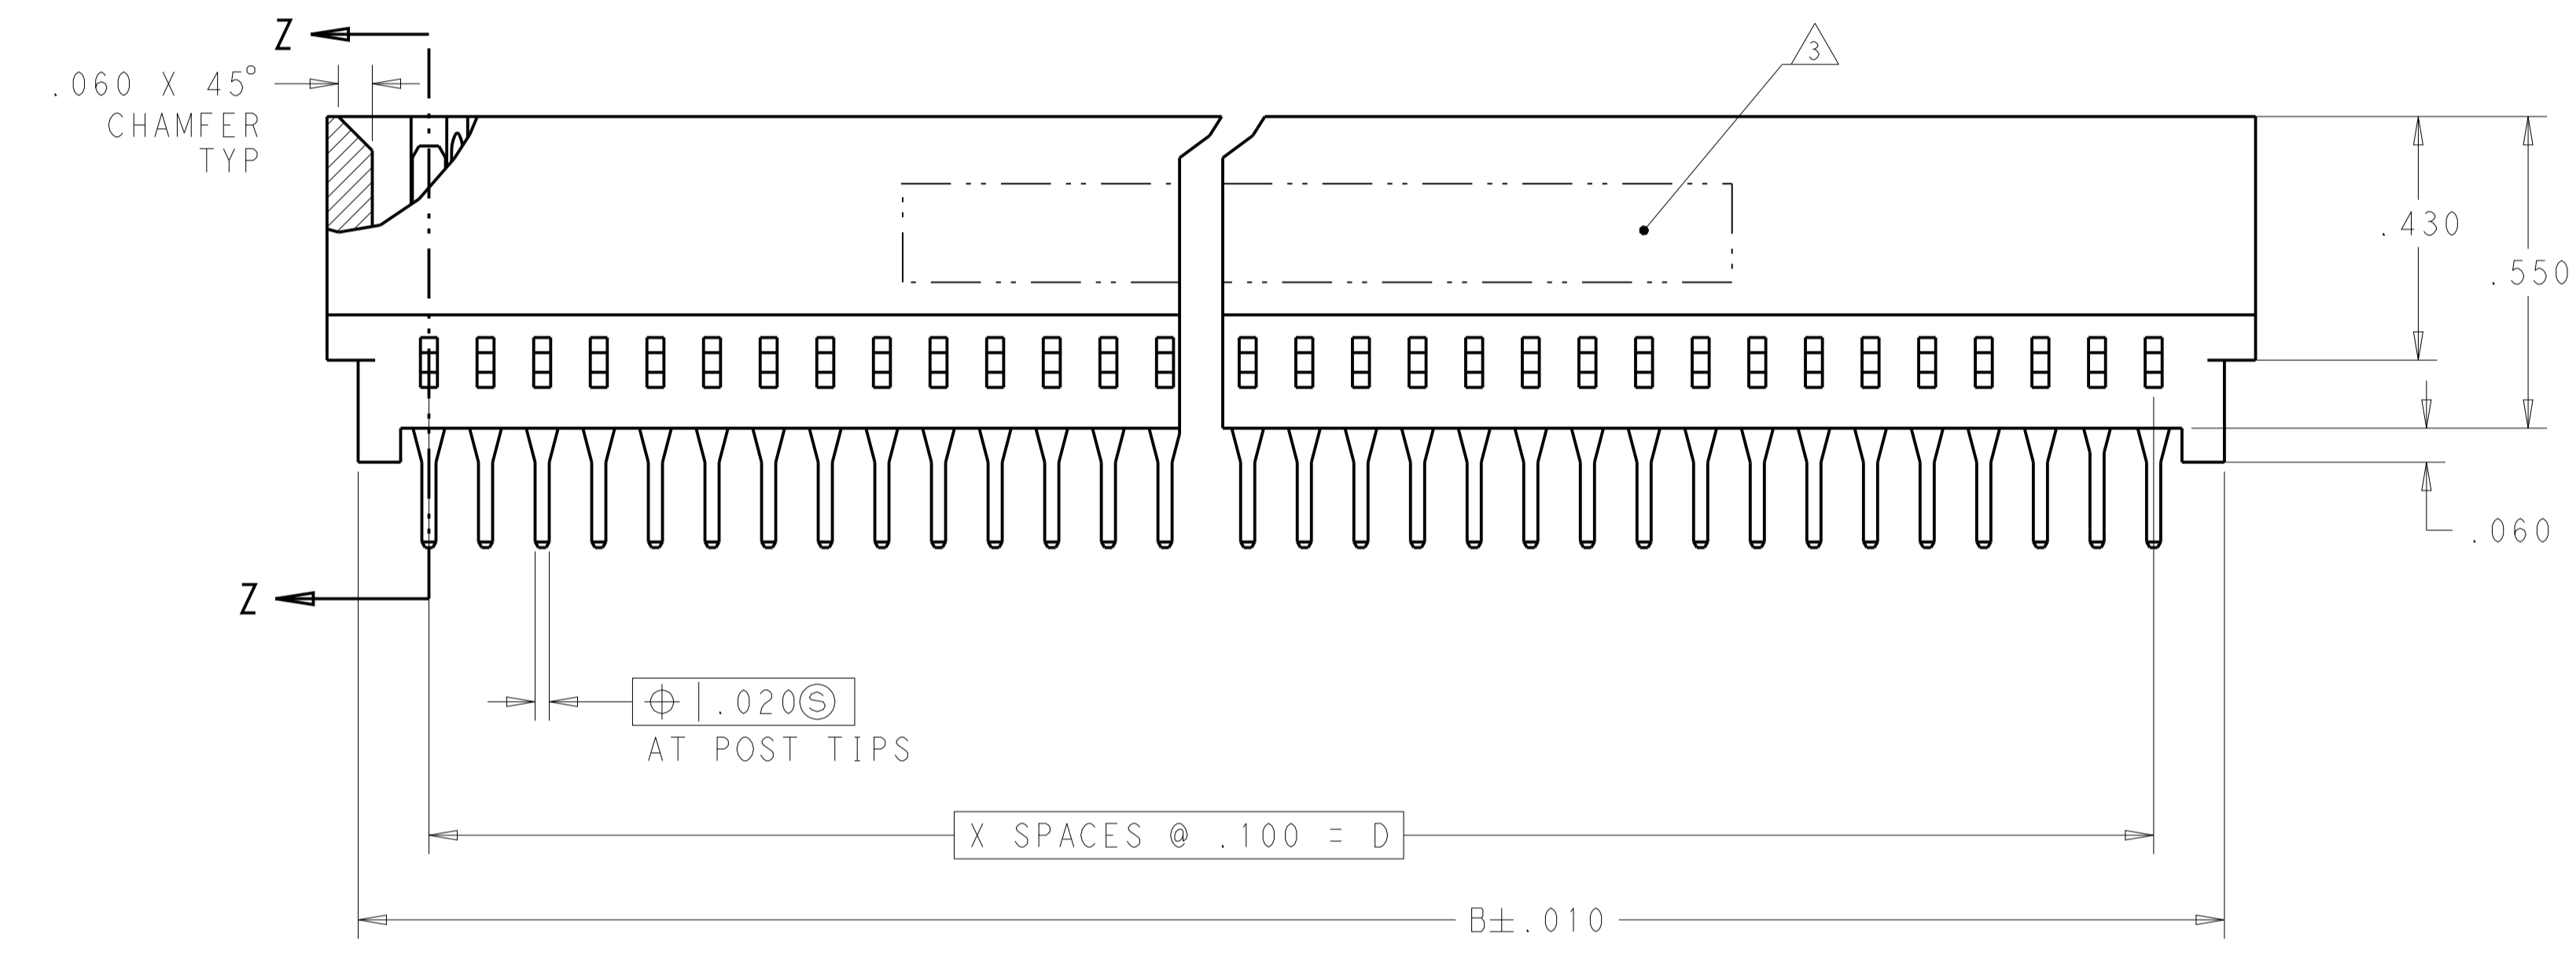 Z
3
.060 X 45°
CHAMFER
TYP
.430
.550
.060
Z
⌖ .020Ⓢ
AT POST TIPS
X SPACES @ .100 = D
B±.010